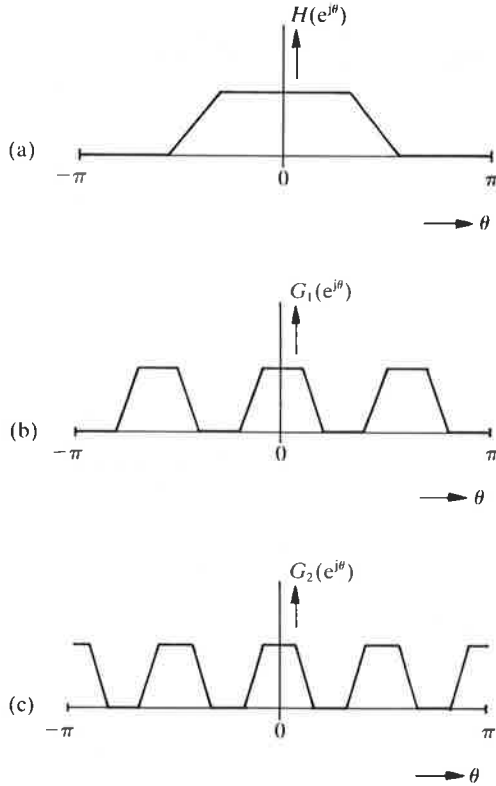 H(e^{jθ})
(a)
−π 0 π
θ
G₁(e^{jθ})
(b)
−π 0 π
θ
G₂(e^{jθ})
(c)
−π 0 π
θ